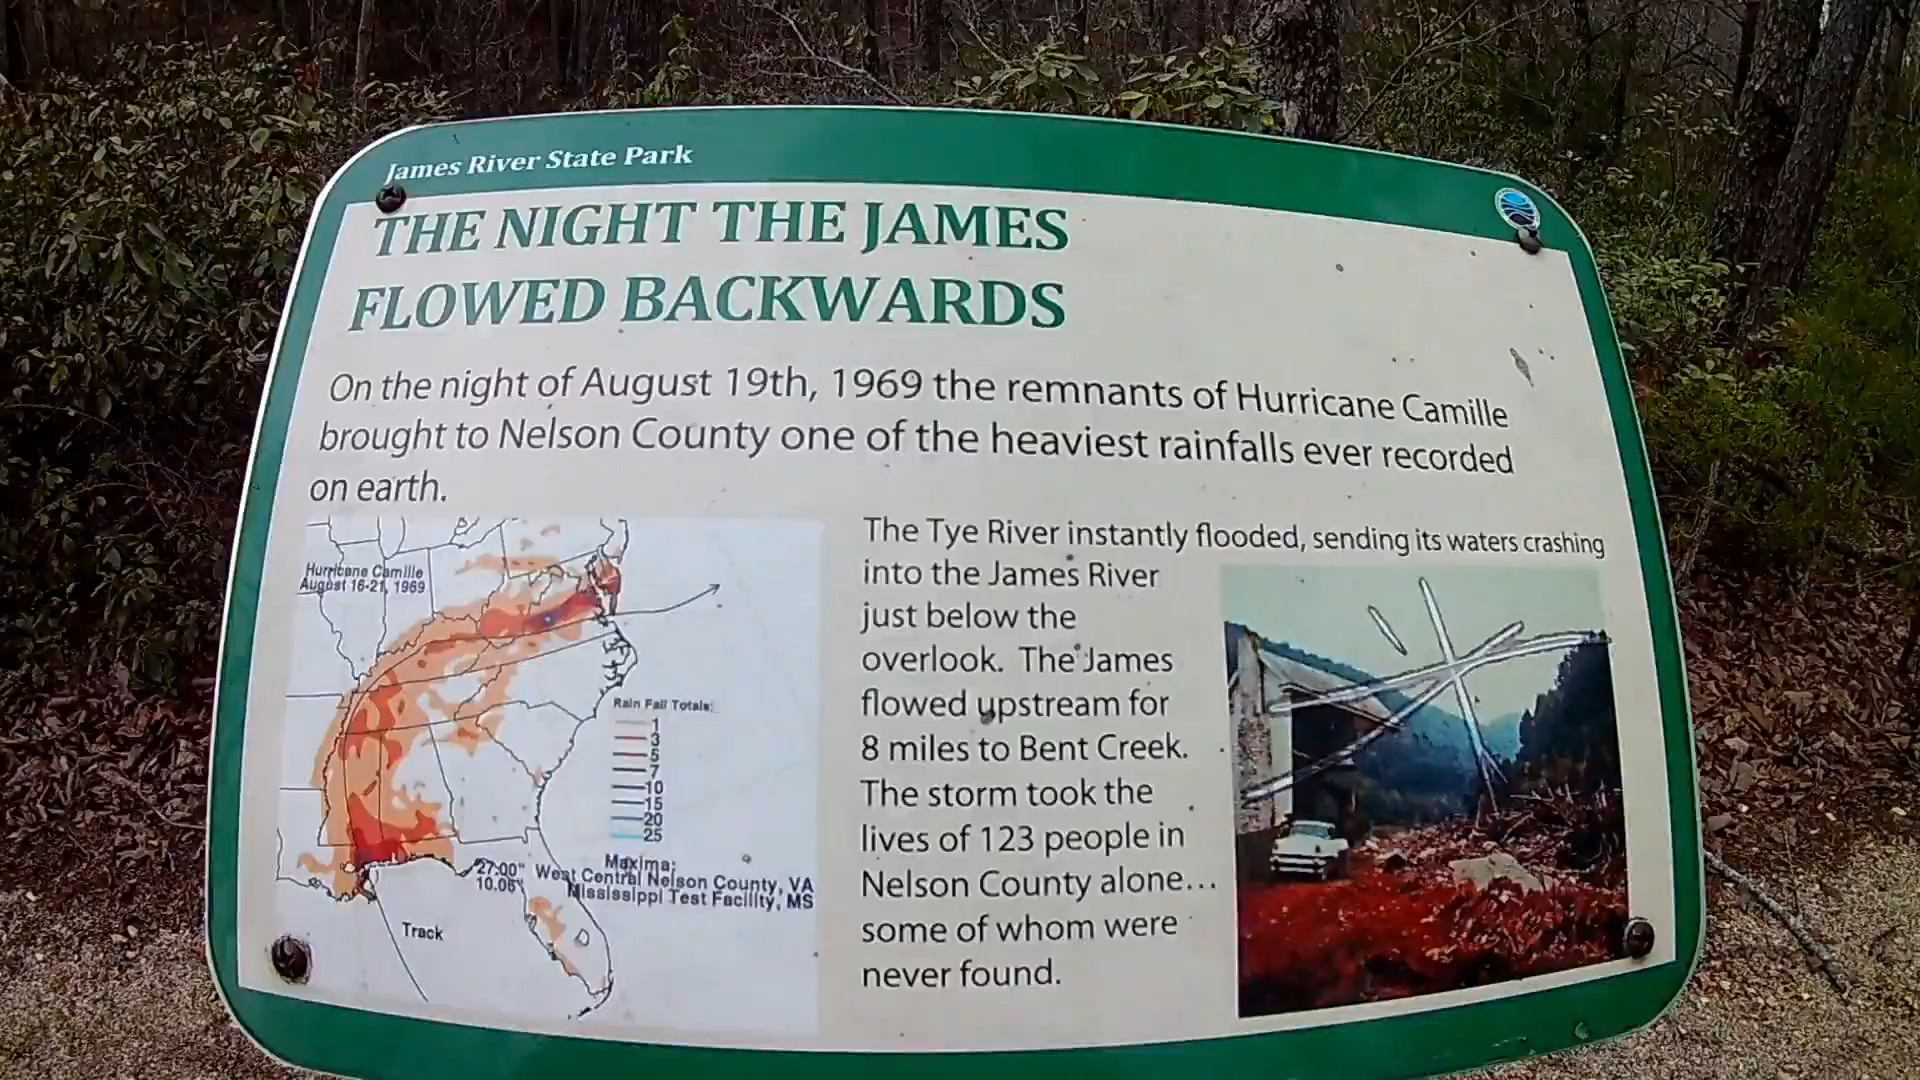 James River State Park
THE NIGHT THE JAMES
FLOWED BACKWARDS
On the night of August 19th, 1969 the remnants of Hurricane Camille
brought to Nelson County one of the heaviest rainfalls ever recorded
on earth.
Hurricane Camille
August 16-21, 1969
Rain Fall Totals:
1
3
5
7
10
15
20
25
Maxima:
27.00" West Central Nelson County, VA
10.06" Mississippi Test Facility, MS
Track
The Tye River instantly flooded, sending its waters crashing
into the James River
just below the
overlook. The James
flowed upstream for
8 miles to Bent Creek.
The storm took the
lives of 123 people in
Nelson County alone...
some of whom were
never found.